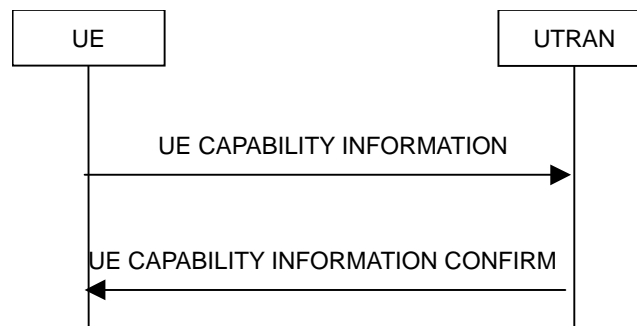 UE
UTRAN
UE CAPABILITY INFORMATION
UE CAPABILITY INFORMATION CONFIRM